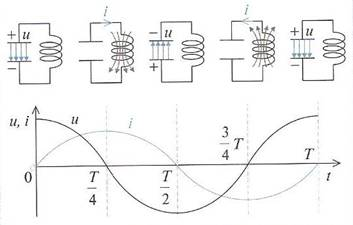 + u −
i
− u +
i
+ u −
u, i
u
i
3/4 T
T
0
T/4
T/2
t